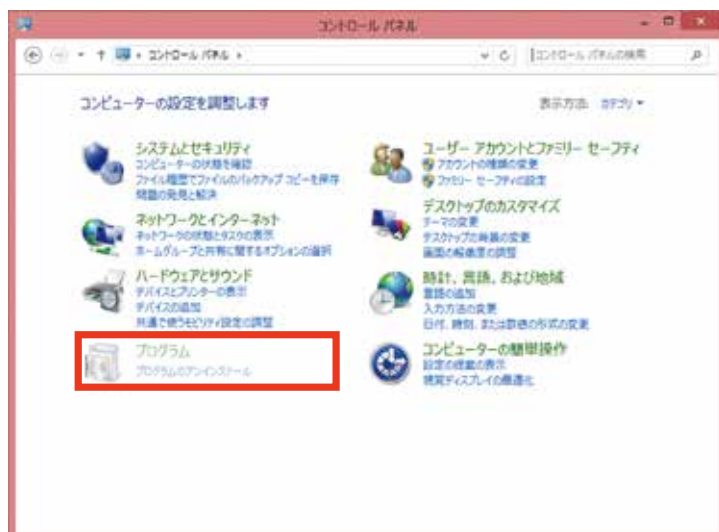 コントロール パネル
コントロール パネル
コントロール パネルの検索
コンピューターの設定を調整します
表示方法: カテゴリ
システムとセキュリティ
コンピューターの状態を確認
ファイル履歴でファイルのバックアップ コピーを保存
問題の発見と解決
ネットワークとインターネット
ネットワークの状態とタスクの表示
ホームグループと共有に関するオプションの選択
ハードウェアとサウンド
デバイスとプリンターの表示
デバイスの追加
共通で使うモビリティ設定の調整
プログラム
プログラムのアンインストール
ユーザー アカウントとファミリー セーフティ
アカウントの種類の変更
ファミリー セーフティの設定
デスクトップのカスタマイズ
テーマの変更
デスクトップの背景の変更
画面の解像度の調整
時計、言語、および地域
言語の追加
入力方法の変更
日付、時刻、または数値の形式の変更
コンピューターの簡単操作
設定の提案の表示
視覚ディスプレイの最適化